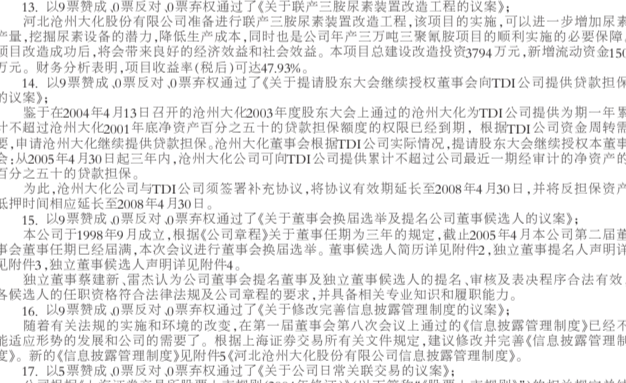 13. 以9票赞成、0票反对、0票弃权通过了《关于联产三胺尿素装置改造工程的议案》;
河北沧州大化股份有限公司准备进行联产三胺尿素装置改造工程,该项目的实施,可以进一步增加尿素
产量,挖掘尿素设备的潜力,降低生产成本,同时也是公司年产三万吨三聚氰胺项目的顺利实施的必要保障。
项目改造成功后,将会带来良好的经济效益和社会效益。本项目总建设改造投资3794万元,新增流动资金150
万元。财务分析表明,项目收益率(税后)可达47.93%。
14. 以9票赞成、0票反对、0票弃权通过了《关于提请股东大会继续授权董事会向TDI公司提供贷款担保
的议案》;
鉴于在2004年4月13日召开的沧州大化2003年度股东大会上通过的沧州大化为TDI公司提供为期一年累
计不超过沧州大化2001年底净资产百分之五十的贷款担保额度的权限已经到期，根据TDI公司资金周转需
要,申请沧州大化继续提供贷款担保。沧州大化董事会根据TDI公司实际情况,提请股东大会继续授权本董事
会:从2005年4月30日起三年内,沧州大化公司可向TDI公司提供累计不超过公司最近一期经审计的净资产的
百分之五十的贷款担保。
为此,沧州大化公司与TDI公司须签署补充协议,将协议有效期延长至2008年4月30日,并将反担保资产
抵押时间相应延长至2008年4月30日。
15. 以9票赞成、0票反对、0票弃权通过了《关于董事会换届选举及提名公司董事候选人的议案》;
本公司于1998年9月成立,根据《公司章程》关于董事任期为三年的规定,截止2005年4月本公司第二届董
事会董事任期已经届满,本次会议进行董事会换届选举。董事候选人简历详见附件2,独立董事提名人声明详
见附件3,独立董事候选人声明详见附件4。
独立董事蔡建新、雷杰认为公司董事会提名董事及独立董事候选人的提名、审核及表决程序合法有效,
各候选人的任职资格符合法律法规及公司章程的要求,并具备相关专业知识和履职能力。
16. 以9票赞成、0票反对、0票弃权通过了《关于修改完善信息披露管理制度的议案》;
随着有关法规的实施和环境的改变,在第一届董事会第八次会议上通过的《信息披露管理制度》已经不
能适应形势的发展和公司的需要了。根据上海证券交易所有关文件规定,建议修改并完善《信息披露管理制
度》。新的《信息披露管理制度》见附件5《河北沧州大化股份有限公司信息披露管理制度》。
17. 以5票赞成、0票反对、0票弃权通过了《关于公司日常关联交易的议案》;